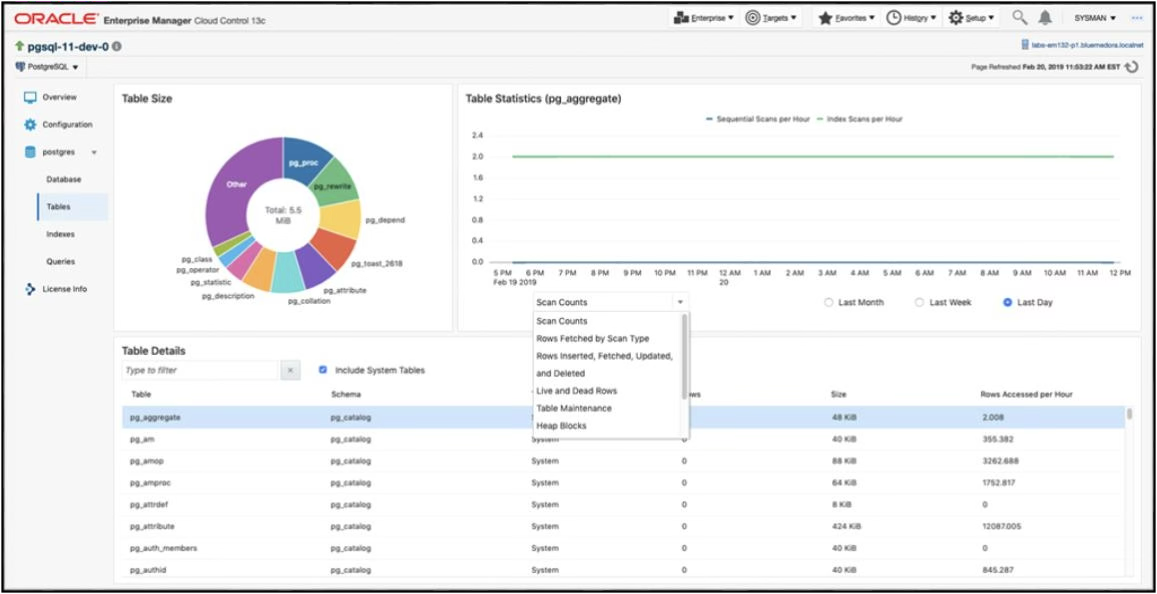 ORACLE® Enterprise Manager Cloud Control 13c
Enterprise ▼ Targets ▼ Favorites ▼ History ▼ Setup ▼ SYSMAN ▼ •••
pgsql-11-dev-0
labs-em132-p1.bluemedora.localnet
PostgreSQL ▼
Page Refreshed Feb 20, 2019 11:53:22 AM EST
Overview
Configuration
postgres
Database
Tables
Indexes
Queries
License Info
Table Size
pg_proc
pg_rewrite
pg_depend
pg_toast_2618
pg_attribute
pg_collation
pg_description
pg_statistic
pg_operator
pg_class
Other
Total: 5.5
MiB
Table Statistics (pg_aggregate)
Sequential Scans per Hour Index Scans per Hour
2.4
2.0
1.6
1.2
0.8
0.4
0.0
5 PM 6 PM 7 PM 8 PM 9 PM 10 PM 11 PM 12 AM 1 AM 2 AM 3 AM 4 AM 5 AM 6 AM 7 AM 8 AM 9 AM 10 AM 11 AM 12 PM
Feb 19 2019 20
Scan Counts
Last Month Last Week Last Day
Scan Counts
Rows Fetched by Scan Type
Rows Inserted, Fetched, Updated,
and Deleted
Live and Dead Rows
Table Maintenance
Heap Blocks
Table Details
Type to filter × Include System Tables
Table Schema Size Rows Accessed per Hour
pg_aggregate pg_catalog 48 KiB 2.008
pg_am pg_catalog System 0 40 KiB 355.382
pg_amop pg_catalog System 0 88 KiB 3262.688
pg_amproc pg_catalog System 0 64 KiB 1752.817
pg_attrdef pg_catalog System 0 8 KiB 0
pg_attribute pg_catalog System 0 424 KiB 12087.005
pg_auth_members pg_catalog System 0 40 KiB 0
pg_authid pg_catalog System 0 40 KiB 845.287